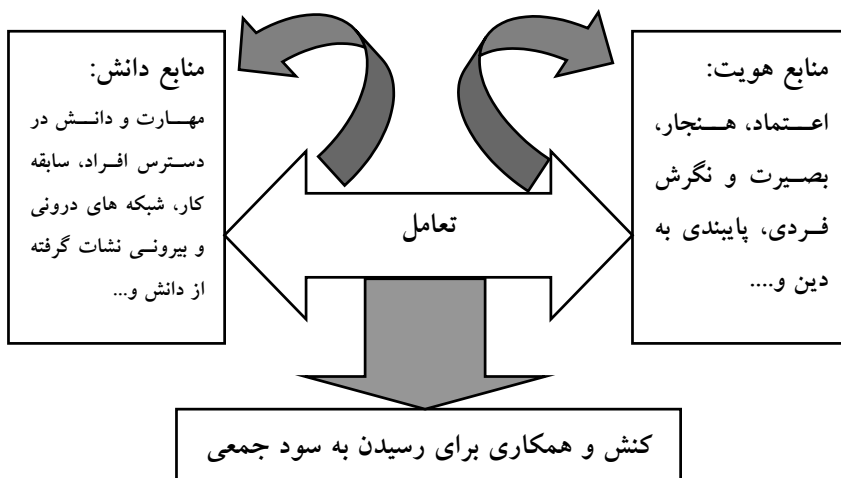 منابع هویت:
اعتماد، هنجار،
بصیرت و نگرش
فردی، پایبندی به
دین و....
تعامل
منابع دانش:
مهارت و دانش در
دسترس افراد، سابقه
کار، شبکه های درونی
و بیرونی نشات گرفته
از دانش و...
کنش و همکاری برای رسیدن به سود جمعی